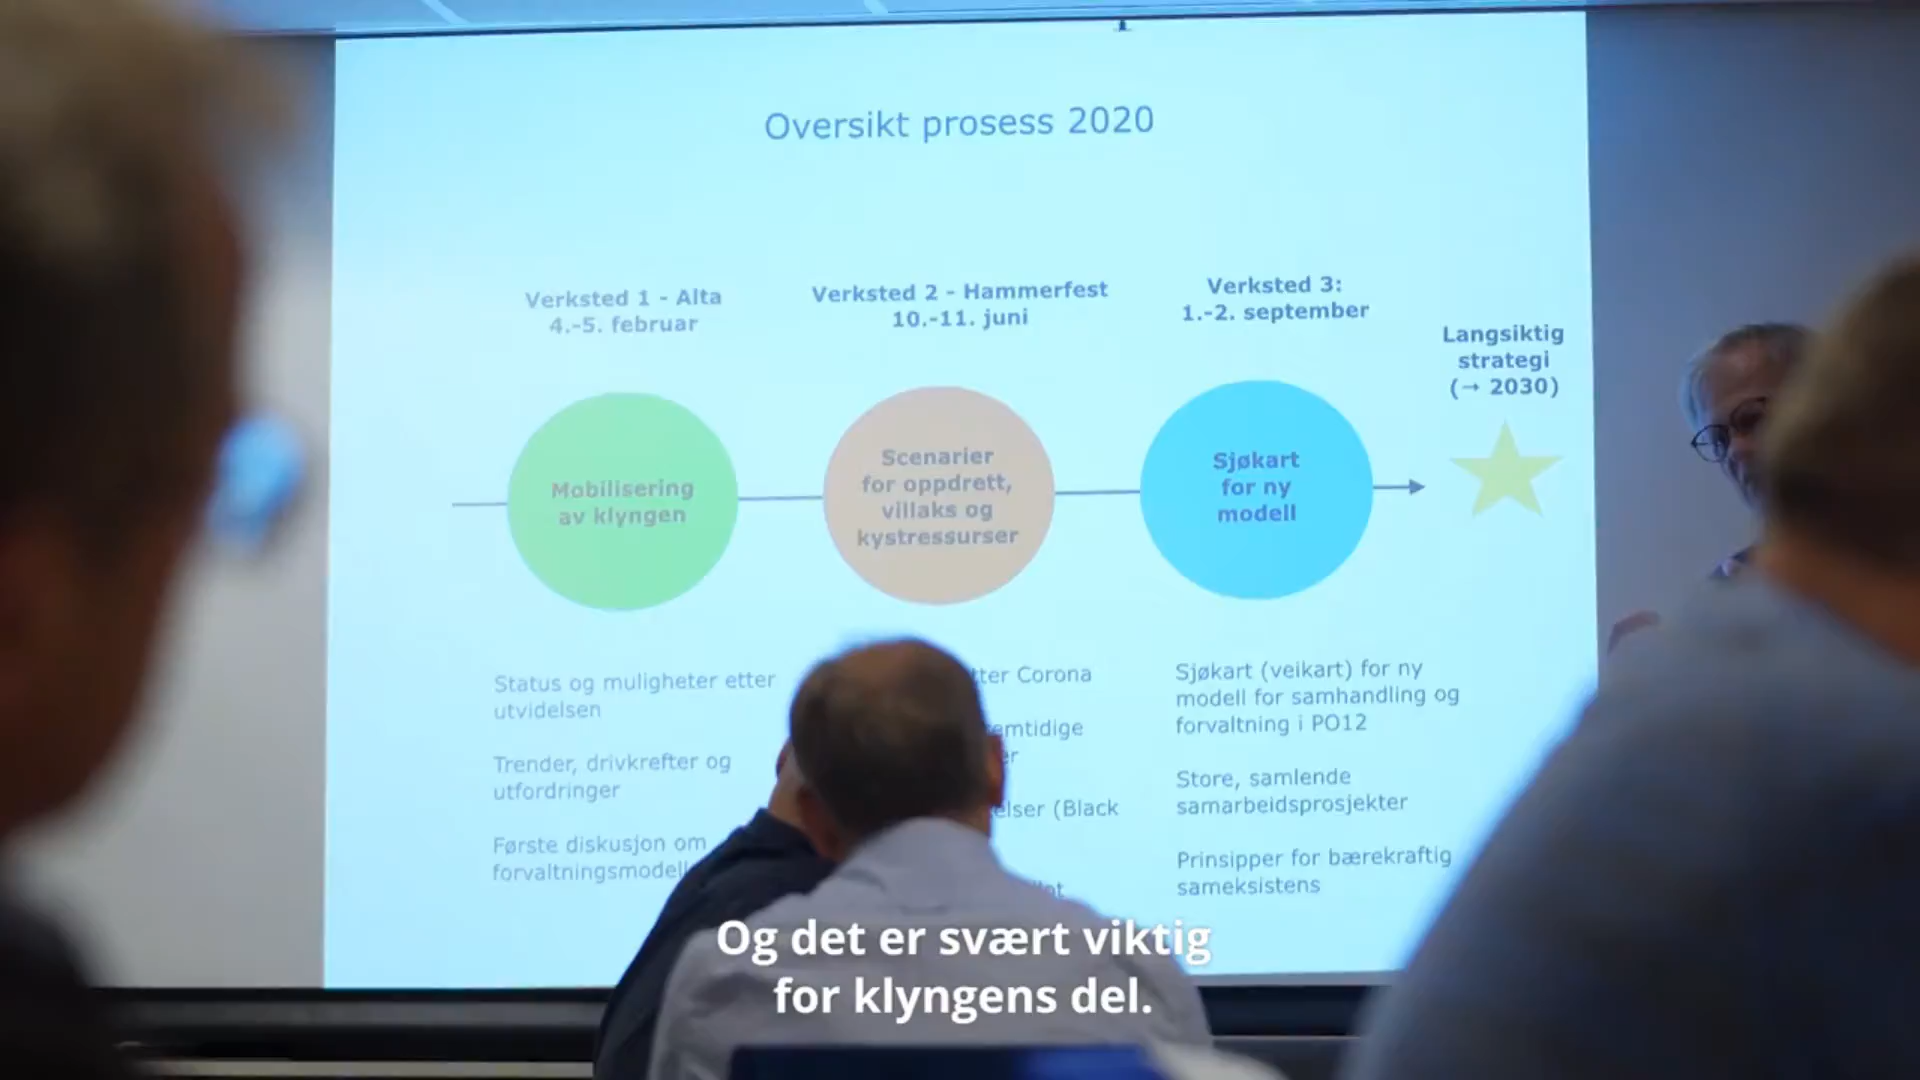 Oversikt prosess 2020
Verksted 1 - Alta
4.-5. februar
Verksted 2 - Hammerfest
10.-11. juni
Verksted 3:
1.-2. september
Langsiktig
strategi
(→ 2030)
Mobilisering
av klyngen
Scenarier
for oppdrett,
villaks og
kystressurser
Sjøkart
for ny
modell
Status og muligheter etter
utvidelsen
Trender, drivkrefter og
utfordringer
Første diskusjon om
Corona
(Black
Sjøkart (veikart) for ny
modell for samhandling og
forvaltning i PO12
Store, samlende
samarbeidsprosjekter
Prinsipper for bærekraftig
sameksistens
Og det er svært viktig
for klyngens del.